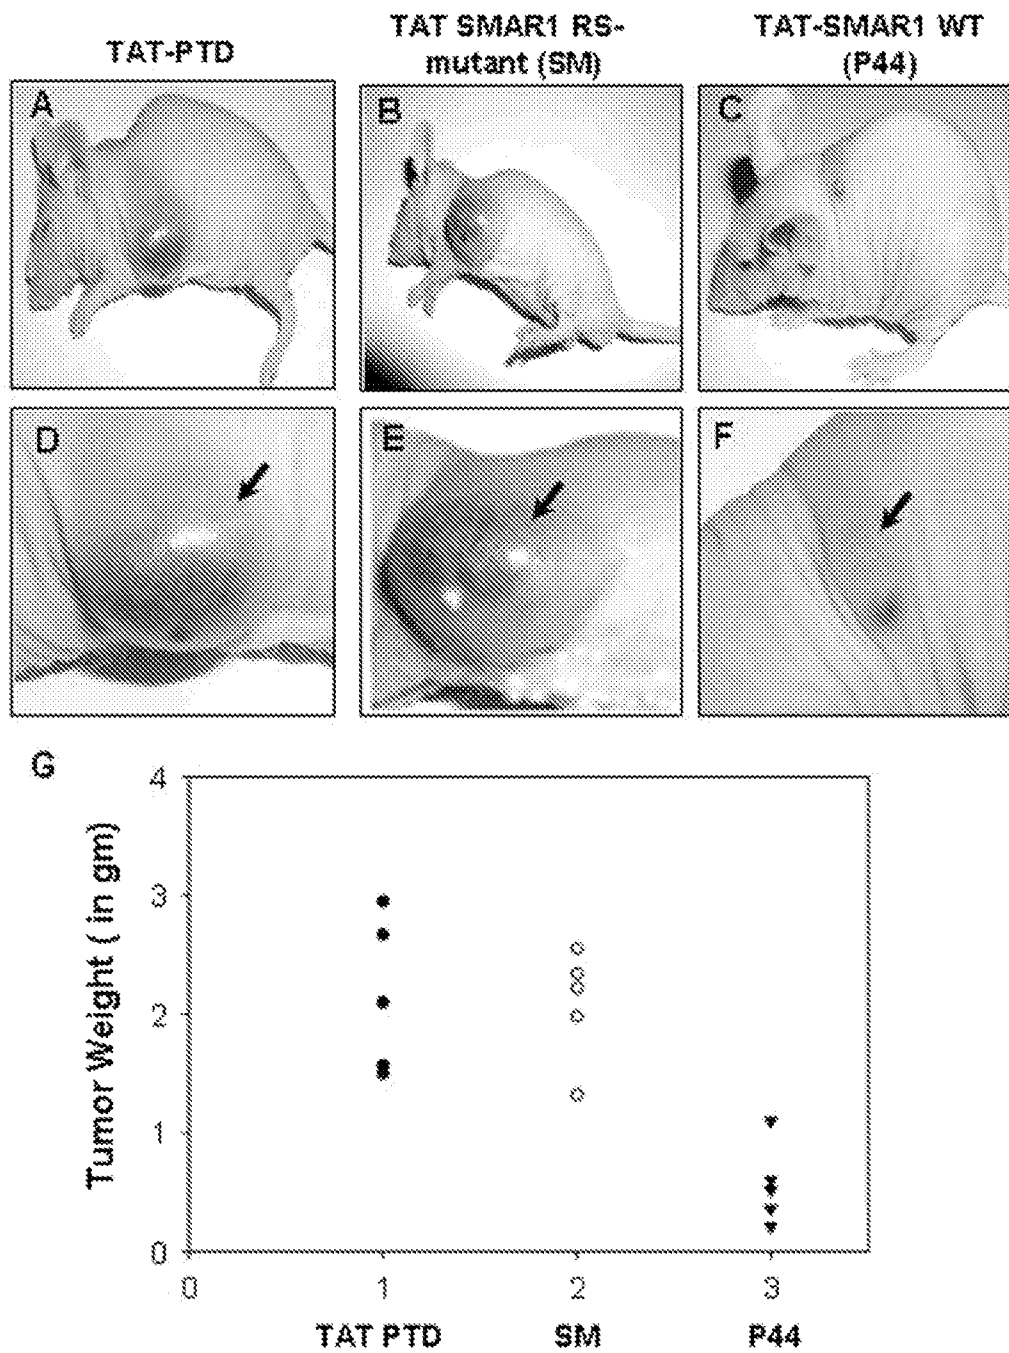 TAT-PTD
TAT SMAR1 RS-
mutant (SM)
TAT-SMAR1 WT
(P44)
A
B
C
D
E
F
G
Tumor Weight ( in gm)
4
3
2
1
0
0
1
2
3
TAT PTD
SM
P44